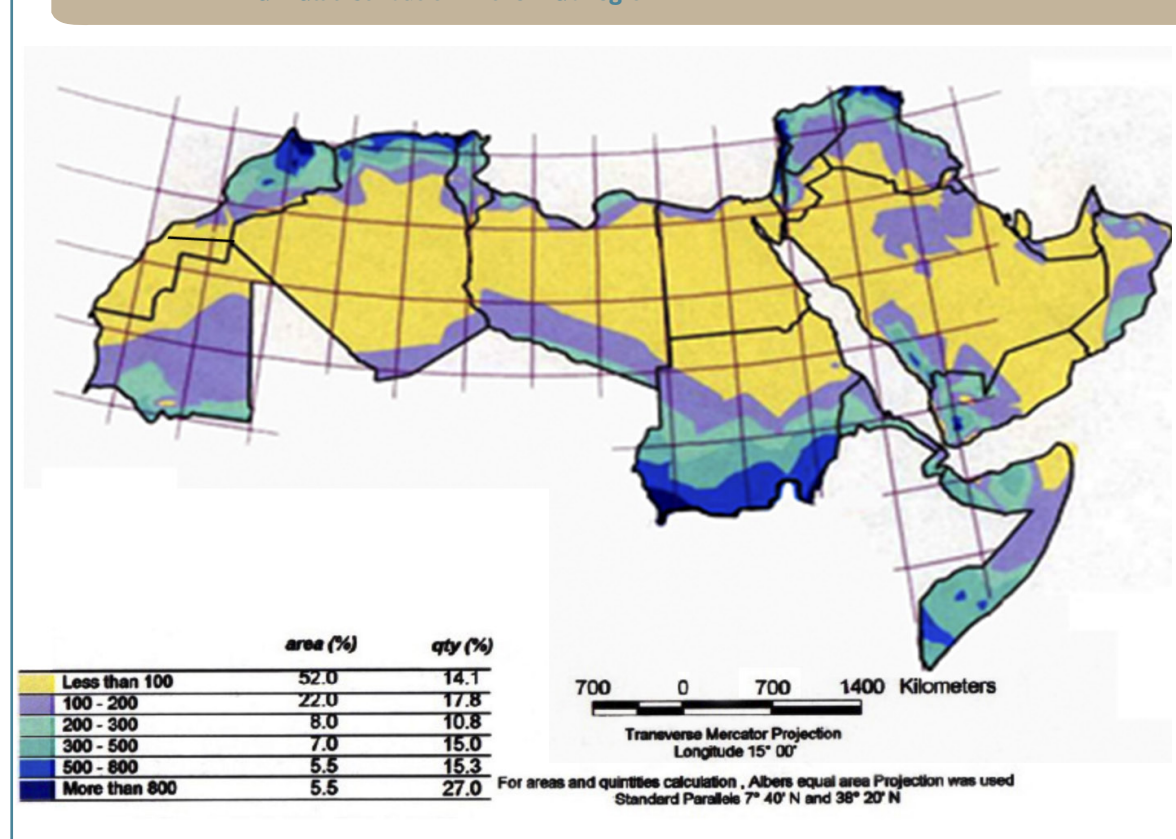 area (%) qty (%)
Less than 100 52.0 14.1
100 - 200 22.0 17.8
200 - 300 8.0 10.8
300 - 500 7.0 15.0
500 - 800 5.5 15.3
More than 800 5.5 27.0
700 0 700 1400 Kilometers
Transverse Mercator Projection
Longitude 15° 00'
For areas and quintities calculation , Albers equal area Projection was used
Standard Parallels 7° 40' N and 38° 20' N